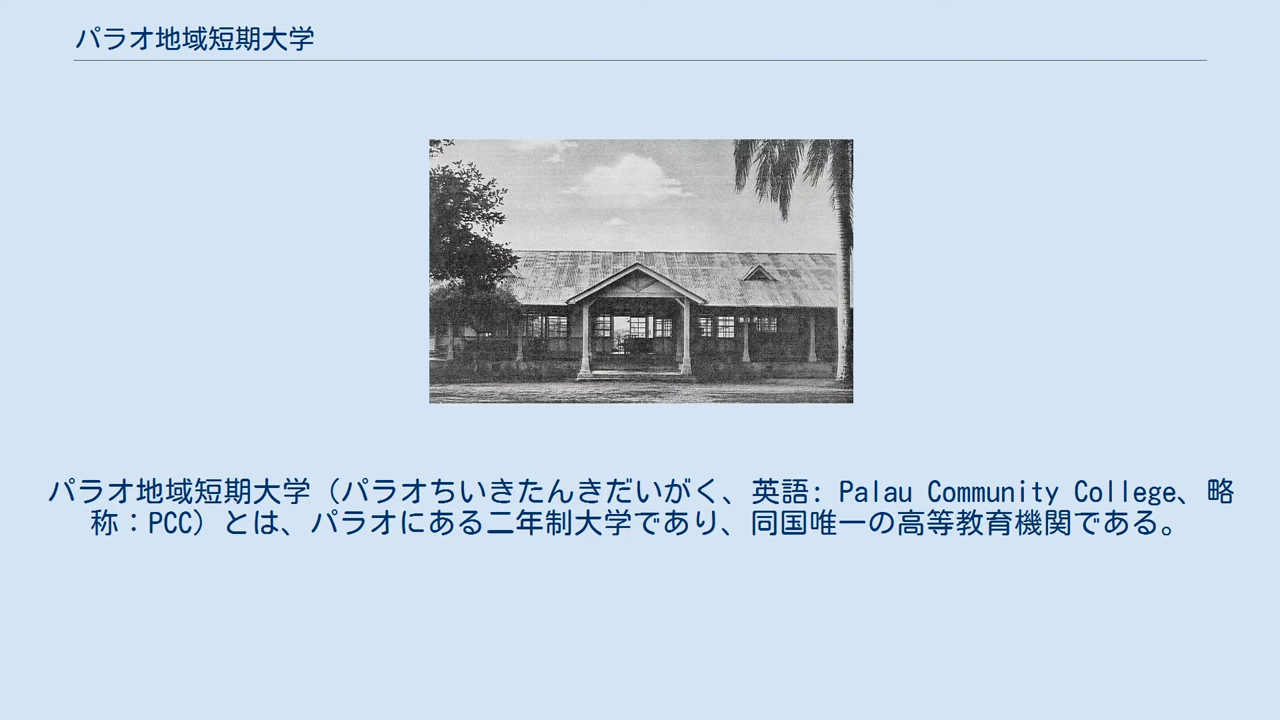 パラオ地域短期大学
パラオ地域短期大学（パラオちいきたんきだいがく、英語: Palau Community College、略
称：PCC）とは、パラオにある二年制大学であり、同国唯一の高等教育機関である。